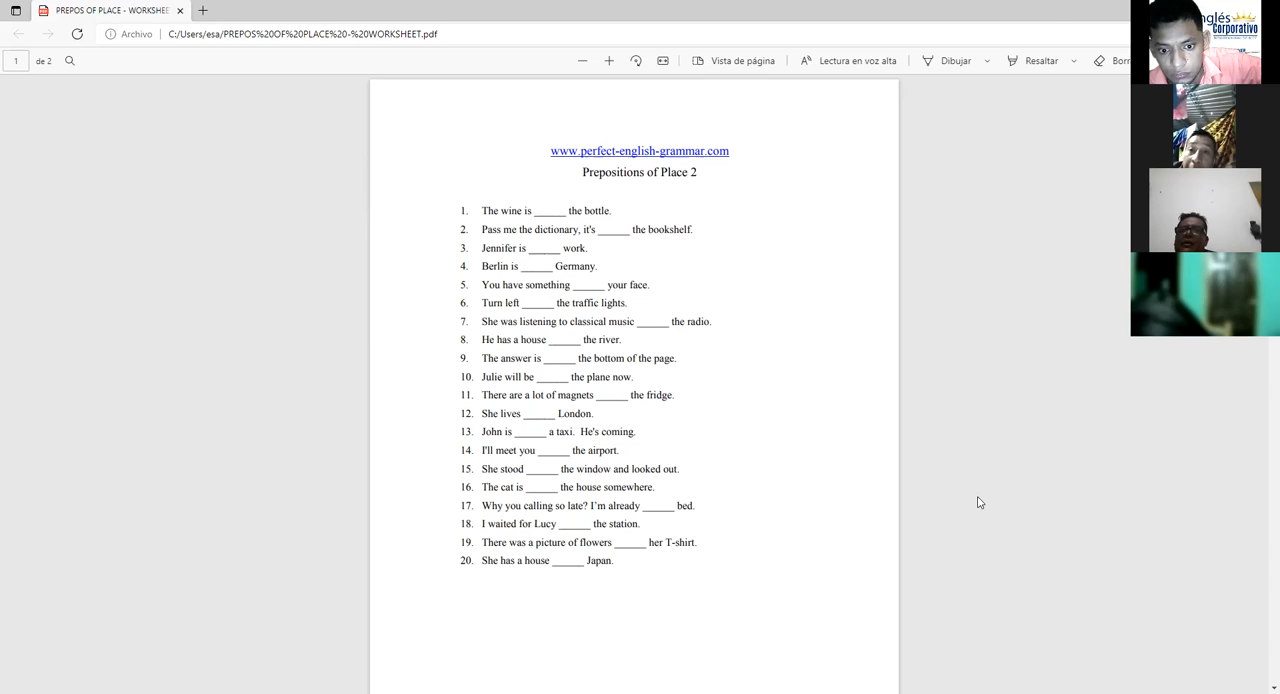 PREPOS OF PLACE - WORKSHEE
Archivo
C:/Users/esa/PREPOS%20OF%20PLACE%20-%20WORKSHEET.pdf
1 de 2
Vista de página
Lectura en voz alta
Dibujar
Resaltar
Borr
nglés
Corporativo
www.perfect-english-grammar.com
Prepositions of Place 2
1. The wine is ______ the bottle.
2. Pass me the dictionary, it's ______ the bookshelf.
3. Jennifer is ______ work.
4. Berlin is ______ Germany.
5. You have something ______ your face.
6. Turn left ______ the traffic lights.
7. She was listening to classical music ______ the radio.
8. He has a house ______ the river.
9. The answer is ______ the bottom of the page.
10. Julie will be ______ the plane now.
11. There are a lot of magnets ______ the fridge.
12. She lives ______ London.
13. John is ______ a taxi. He's coming.
14. I'll meet you ______ the airport.
15. She stood ______ the window and looked out.
16. The cat is ______ the house somewhere.
17. Why you calling so late? I'm already ______ bed.
18. I waited for Lucy ______ the station.
19. There was a picture of flowers ______ her T-shirt.
20. She has a house ______ Japan.